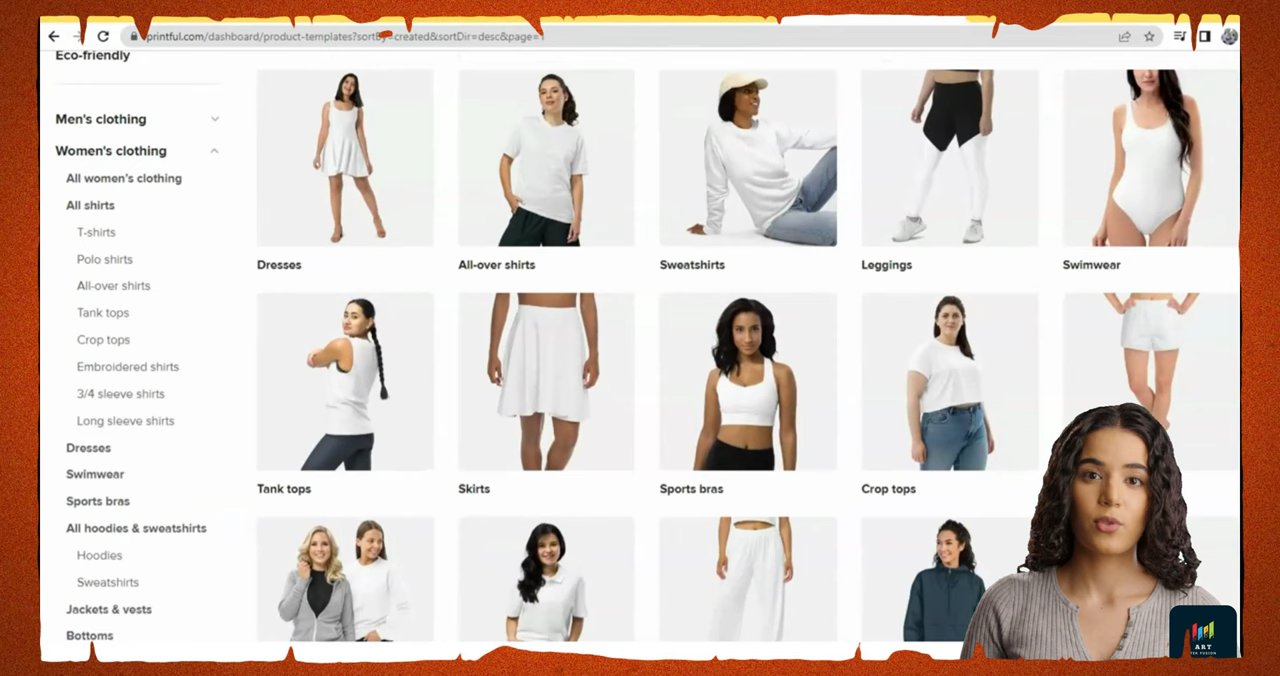 printful.com/dashboard/product-templates?sortBy=created&sortDir=desc&page=1
Eco-friendly
Men's clothing
Women's clothing
All women's clothing
All shirts
T-shirts
Polo shirts
All-over shirts
Tank tops
Crop tops
Embroidered shirts
3/4 sleeve shirts
Long sleeve shirts
Dresses
Swimwear
Sports bras
All hoodies & sweatshirts
Hoodies
Sweatshirts
Jackets & vests
Bottoms
Dresses
All-over shirts
Sweatshirts
Leggings
Swimwear
Tank tops
Skirts
Sports bras
Crop tops
ART